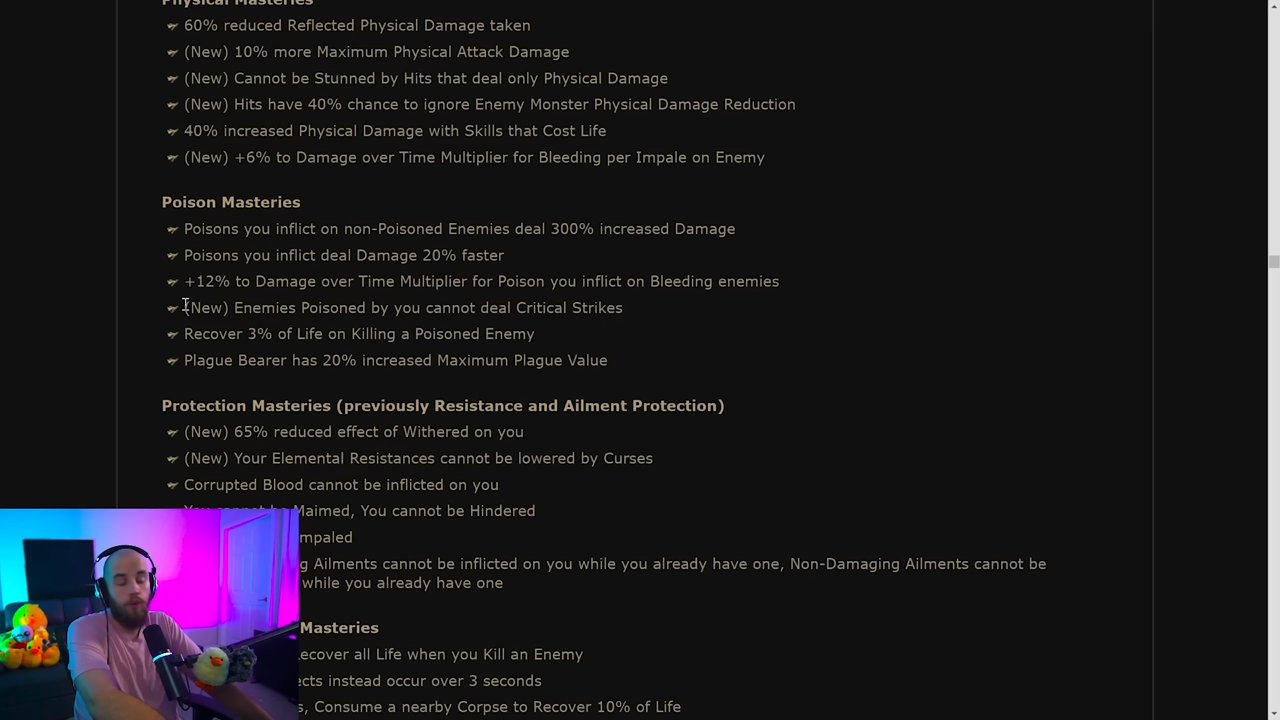 Physical Masteries
60% reduced Reflected Physical Damage taken
(New) 10% more Maximum Physical Attack Damage
(New) Cannot be Stunned by Hits that deal only Physical Damage
(New) Hits have 40% chance to ignore Enemy Monster Physical Damage Reduction
40% increased Physical Damage with Skills that Cost Life
(New) +6% to Damage over Time Multiplier for Bleeding per Impale on Enemy
Poison Masteries
Poisons you inflict on non-Poisoned Enemies deal 300% increased Damage
Poisons you inflict deal Damage 20% faster
+12% to Damage over Time Multiplier for Poison you inflict on Bleeding enemies
(New) Enemies Poisoned by you cannot deal Critical Strikes
Recover 3% of Life on Killing a Poisoned Enemy
Plague Bearer has 20% increased Maximum Plague Value
Protection Masteries (previously Resistance and Ailment Protection)
(New) 65% reduced effect of Withered on you
(New) Your Elemental Resistances cannot be lowered by Curses
Corrupted Blood cannot be inflicted on you
You cannot be Maimed, You cannot be Hindered
mpaled
g Ailments cannot be inflicted on you while you already have one, Non-Damaging Ailments cannot be
while you already have one
Masteries
ecover all Life when you Kill an Enemy
ects instead occur over 3 seconds
s, Consume a nearby Corpse to Recover 10% of Life